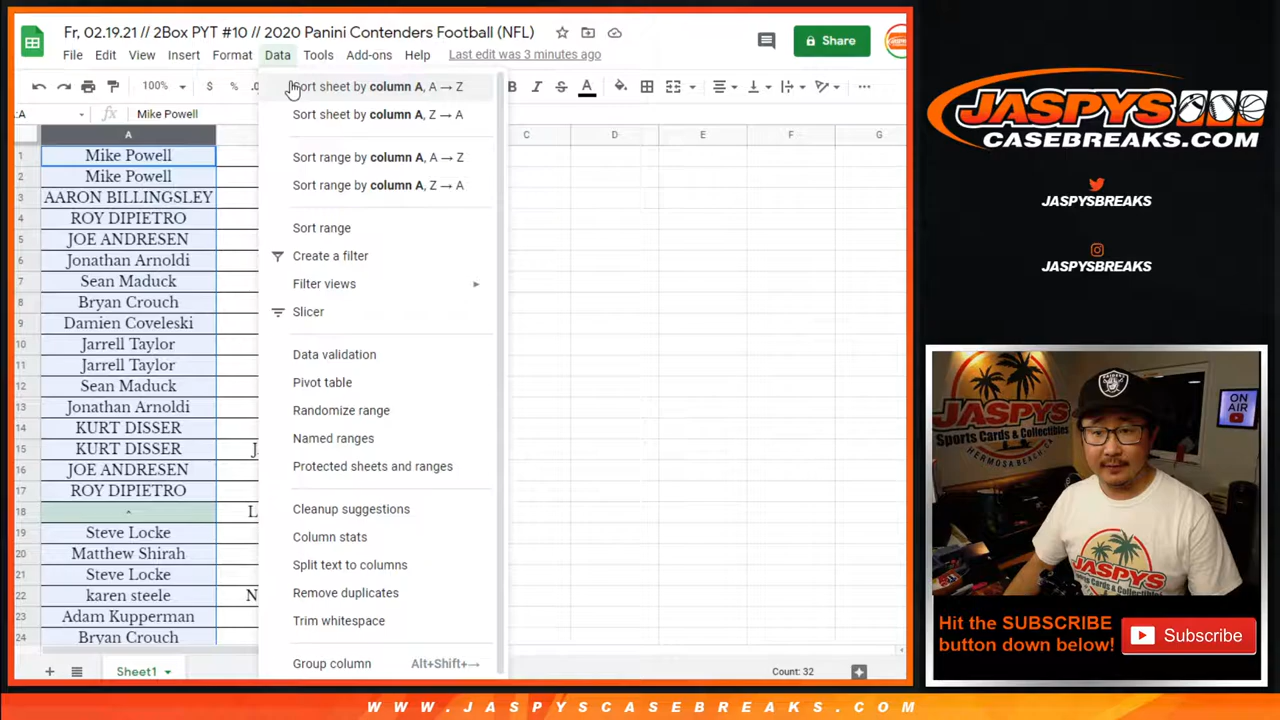 Fr, 02.19.21 // 2Box PYT #10 // 2020 Panini Contenders Football (NFL)
File Edit View Insert Format Data Tools Add-ons Help Last edit was 3 minutes ago
Share
100% $ % .0
:A fx Mike Powell
A C D E F G
1 Mike Powell
2 Mike Powell
3 AARON BILLINGSLEY
4 ROY DIPIETRO
5 JOE ANDRESEN
6 Jonathan Arnoldi
7 Sean Maduck
8 Bryan Crouch
9 Damien Coveleski
10 Jarrell Taylor
11 Jarrell Taylor
12 Sean Maduck
13 Jonathan Arnoldi
14 KURT DISSER
15 KURT DISSER
16 JOE ANDRESEN
17 ROY DIPIETRO
18 ^ L
19 Steve Locke
20 Matthew Shirah
21 Steve Locke
22 karen steele N
23 Adam Kupperman
24 Bryan Crouch
Sort sheet by column A, A → Z
Sort sheet by column A, Z → A
Sort range by column A, A → Z
Sort range by column A, Z → A
Sort range
Create a filter
Filter views
Slicer
Data validation
Pivot table
Randomize range
Named ranges
Protected sheets and ranges
Cleanup suggestions
Column stats
Split text to columns
Remove duplicates
Trim whitespace
Group column Alt+Shift+→
Sheet1
Count: 32
JASPYS
CASEBREAKS.COM
JASPYSBREAKS
JASPYSBREAKS
JASPYS
Sports Cards & Collectibles
HERMOSA BEACH, CA
ON AIR
RAIDERS
JASPYS
Hit the SUBSCRIBE
button down below!
Subscribe
WWW.JASPYSCASEBREAKS.COM